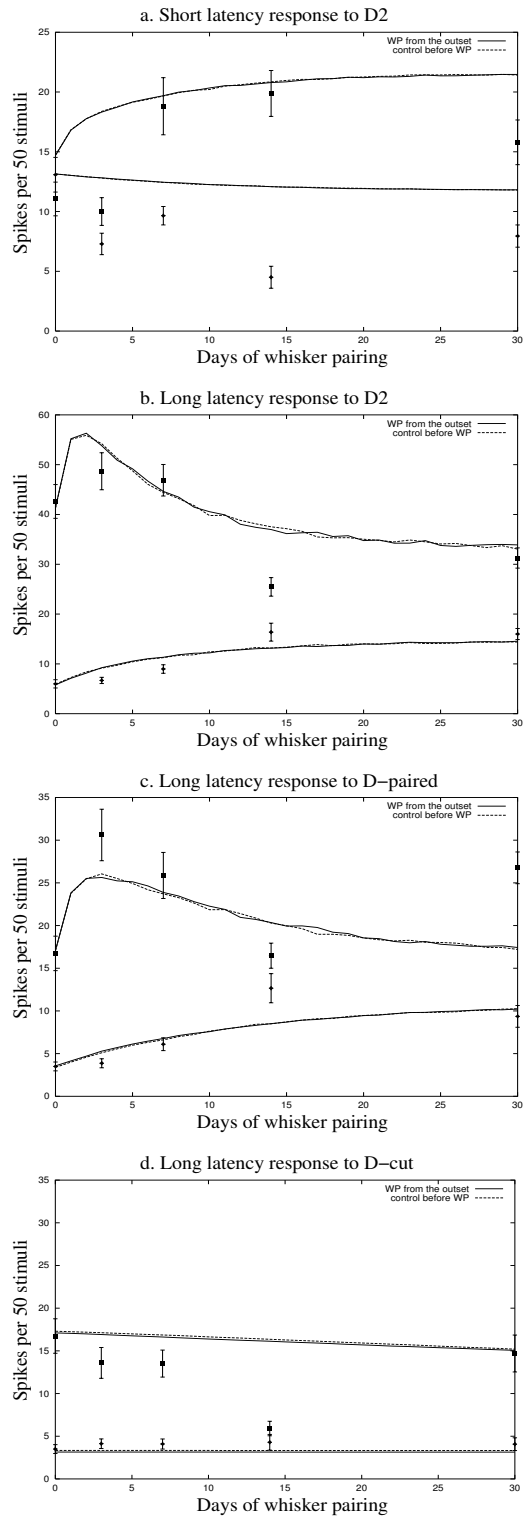 a. Short latency response to D2
25
20
15
10
5
0
Spikes per 50 stimuli
WP from the outset
control before WP
0 5 10 15 20 25 30
Days of whisker pairing
b. Long latency response to D2
60
50
40
30
20
10
0
Spikes per 50 stimuli
WP from the outset
control before WP
0 5 10 15 20 25 30
Days of whisker pairing
c. Long latency response to D−paired
35
30
25
20
15
10
5
0
Spikes per 50 stimuli
WP from the outset
control before WP
0 5 10 15 20 25 30
Days of whisker pairing
d. Long latency response to D−cut
35
30
25
20
15
10
5
0
Spikes per 50 stimuli
WP from the outset
control before WP
0 5 10 15 20 25 30
Days of whisker pairing